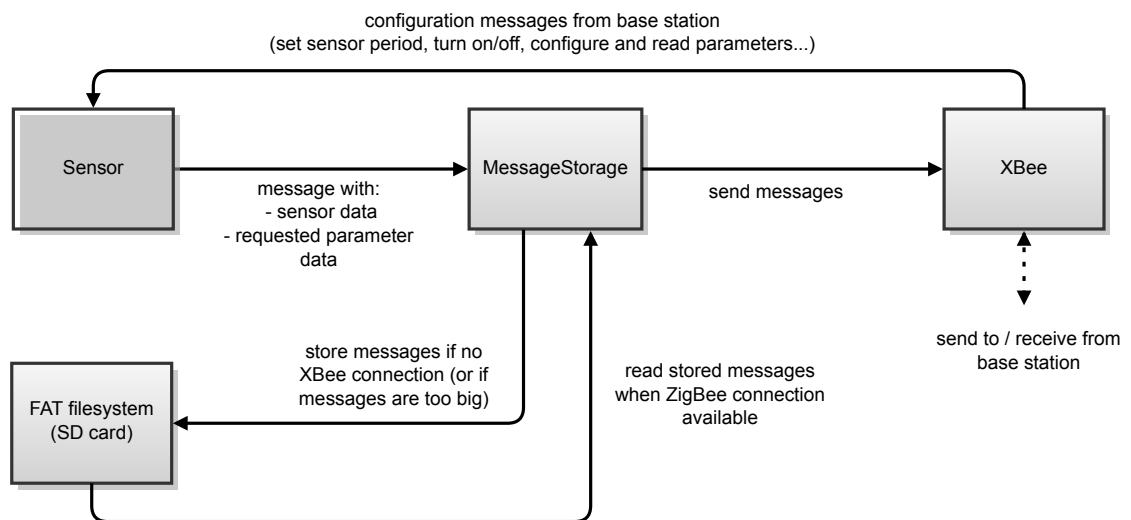 configuration messages from base station
(set sensor period, turn on/off, configure and read parameters...)
Sensor
MessageStorage
XBee
message with:
- sensor data
- requested parameter
data
send messages
send to / receive from
base station
store messages if no
XBee connection (or if
messages are too big)
read stored messages
when ZigBee connection
available
FAT filesystem
(SD card)